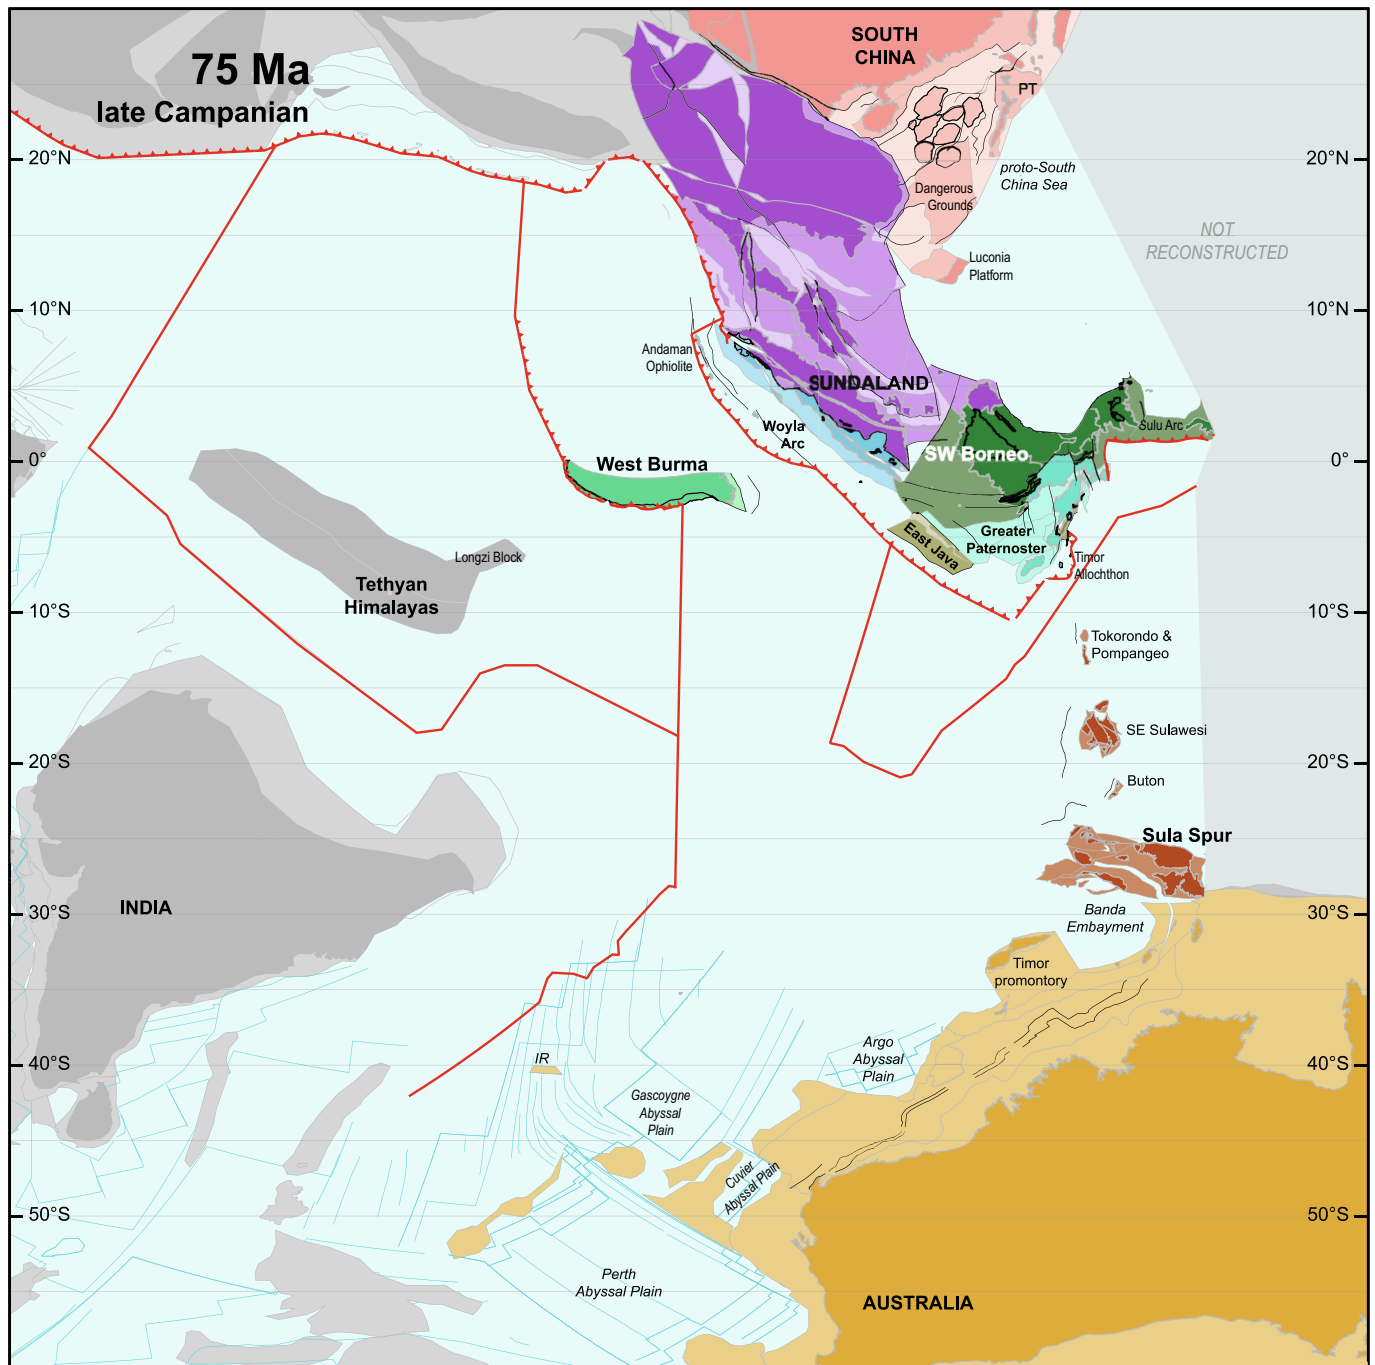 75 Ma
late Campanian
SOUTH
CHINA
PT
proto-South
China Sea
Dangerous
Grounds
Luconia
Platform
NOT
RECONSTRUCTED
20°N
20°N
10°N
10°N
0°
0°
10°S
10°S
20°S
20°S
30°S
30°S
40°S
40°S
50°S
50°S
Andaman
Ophiolite
SUNDALAND
Woyla
Arc
West Burma
SW Borneo
Sulu Arc
East Java
Greater
Paternoster
Timor
Allochthon
Longzi Block
Tethyan
Himalayas
Tokorondo &
Pompangeo
SE Sulawesi
Buton
Sula Spur
INDIA
Banda
Embayment
Timor
promontory
Argo
Abyssal
Plain
IR
Gascoygne
Abyssal
Plain
Cuvier
Abyssal Plain
Perth
Abyssal Plain
AUSTRALIA